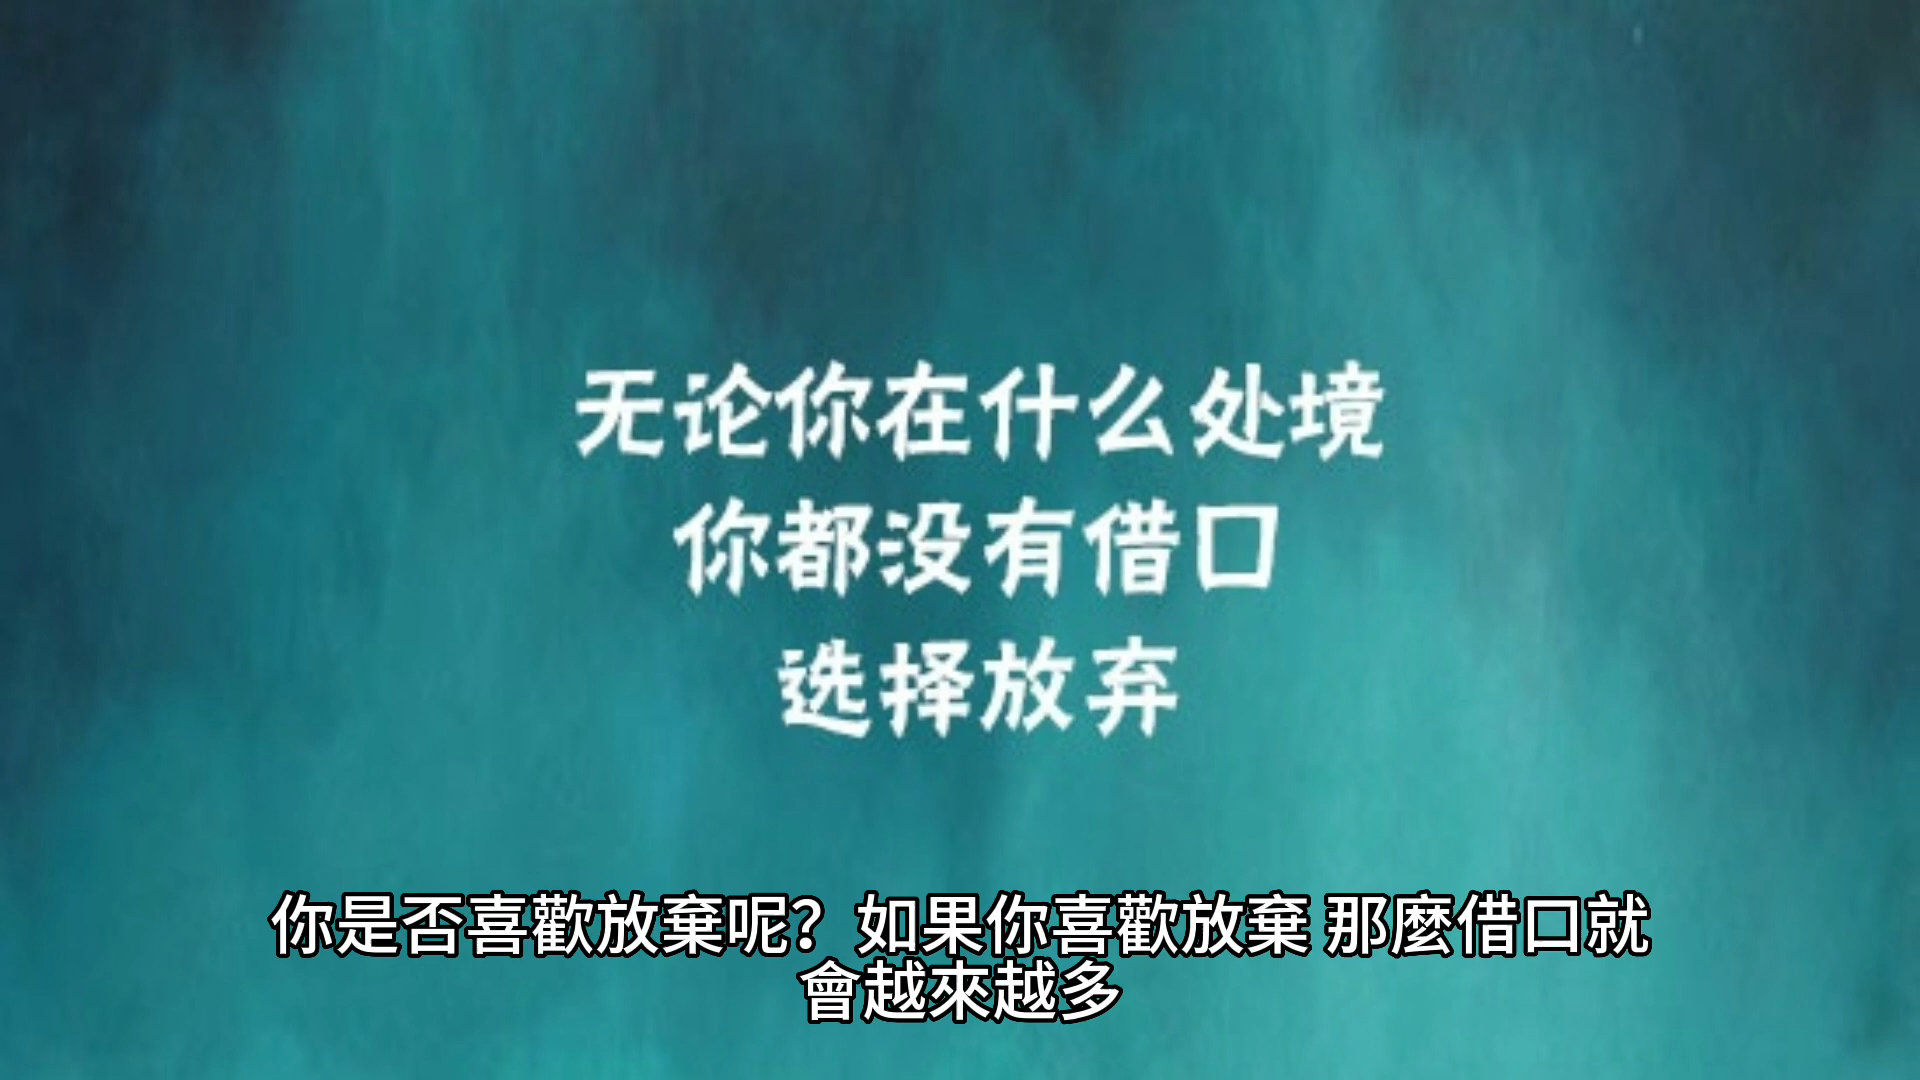 无论你在什么处境
你都没有借口
选择放弃
你是否喜歡放棄呢？如果你喜歡放棄 那麼借口就
會越來越多